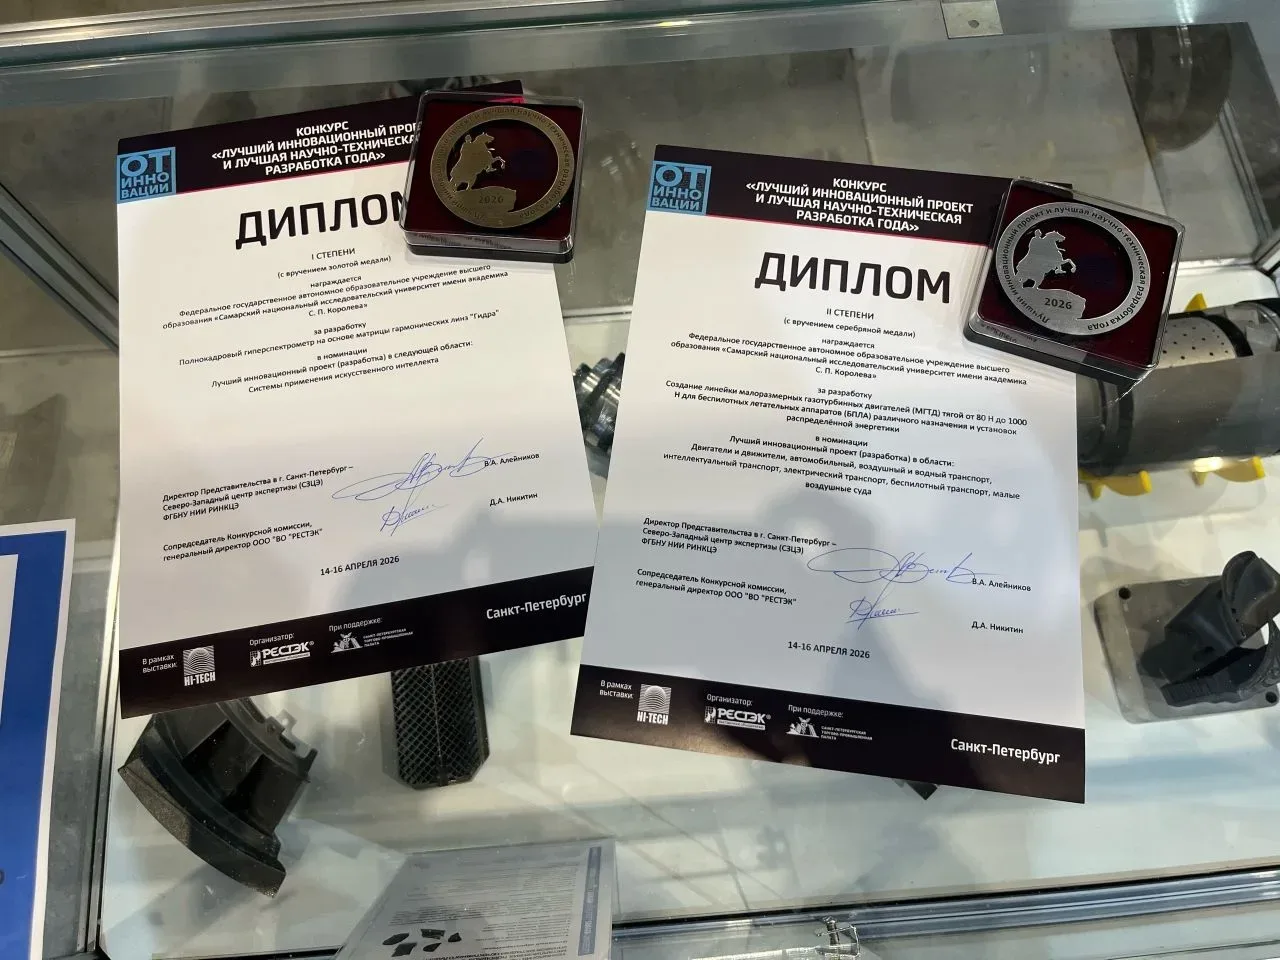 КОНКУРС
«ЛУЧШИЙ ИННОВАЦИОННЫЙ
И ЛУЧШАЯ НАУЧНО-ТЕХНИЧЕСКАЯ
РАЗРАБОТКА ГОДА»
ОТ
ИННО
ВАЦИИ
ДИПЛОМ
I СТЕПЕНИ
(с вручением золотой медали)
награждается
Федеральное государственное автономное образовательное учреждение высшего
образования «Самарский национальный исследовательский университет имени академика
С. П. Королева»
за разработку
Полнокадровый гиперспектрометр на основе матрицы гармонических линз "Гидра"
в номинации
Лучший инновационный проект (разработка) в следующей области:
Системы применения искусственного интеллекта
Директор Представительства в г. Санкт-Петербург –
Северо-Западный центр экспертизы (СЗЦЭ)
ФГБНУ НИИ РИНКЦЭ
В.А. Алейников
Сопредседатель Конкурсной комиссии,
генеральный директор ООО "ВО "РЕСТЭК"
Д.А. Никитин
14-16 АПРЕЛЯ 2026
Санкт-Петербург
В рамках
выставки:
HI-TECH
Организатор:
РЕСТЭК®
При поддержке:
САНКТ-ПЕТЕРБУРГСКАЯ
ТОРГОВО-ПРОМЫШЛЕННАЯ
ПАЛАТА
2026
КОНКУРС
«ЛУЧШИЙ ИННОВАЦИОННЫЙ ПРОЕКТ
И ЛУЧШАЯ НАУЧНО-ТЕХНИЧЕСКАЯ
РАЗРАБОТКА ГОДА»
ОТ
ИННО
ВАЦИИ
ДИПЛОМ
II СТЕПЕНИ
(с вручением серебряной медали)
награждается
Федеральное государственное автономное образовательное учреждение высшего
образования «Самарский национальный исследовательский университет имени академика
С. П. Королева»
за разработку
Создание линейки малоразмерных газотурбинных двигателей (МГТД) тягой от 80 Н до 1000
Н для беспилотных летательных аппаратов (БПЛА) различного назначения и установок
распределённой энергетики
в номинации
Лучший инновационный проект (разработка) в области:
Двигатели и движители, автомобильный, воздушный и водный транспорт,
интеллектуальный транспорт, электрический транспорт, беспилотный транспорт, малые
воздушные суда
Директор Представительства в г. Санкт-Петербург –
Северо-Западный центр экспертизы (СЗЦЭ)
ФГБНУ НИИ РИНКЦЭ
В.А. Алейников
Сопредседатель Конкурсной комиссии,
генеральный директор ООО "ВО "РЕСТЭК"
Д.А. Никитин
14-16 АПРЕЛЯ 2026
В рамках
выставки:
HI-TECH
Организатор:
РЕСТЭК®
При поддержке:
САНКТ-ПЕТЕРБУРГСКАЯ
ТОРГОВО-ПРОМЫШЛЕННАЯ
ПАЛАТА
Санкт-Петербург
Лучший инновационный проект и лучшая научно-техническая разработка года
2026